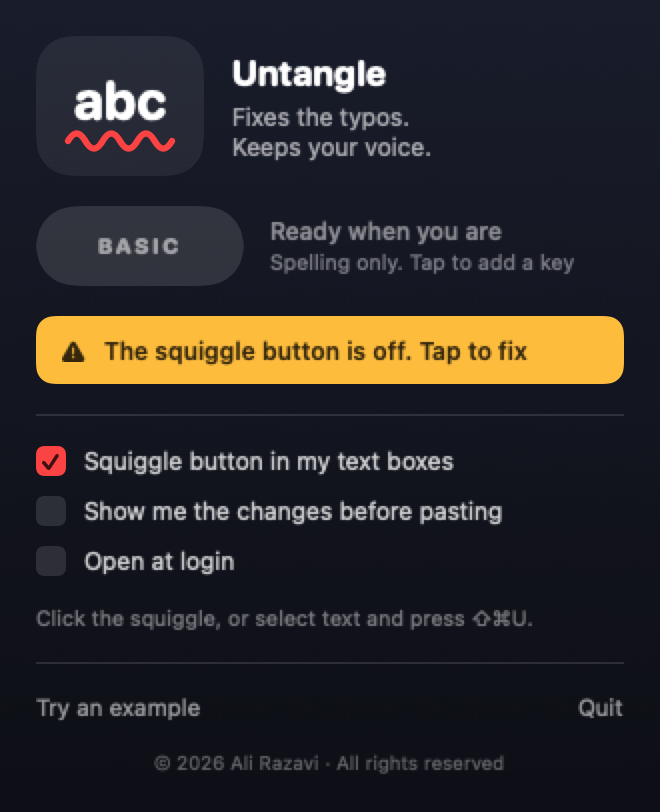 abc
Untangle
Fixes the typos.
Keeps your voice.
BASIC
Ready when you are
Spelling only. Tap to add a key
The squiggle button is off. Tap to fix
Squiggle button in my text boxes
Show me the changes before pasting
Open at login
Click the squiggle, or select text and press ⇧⌘U.
Try an example
Quit
© 2026 Ali Razavi · All rights reserved